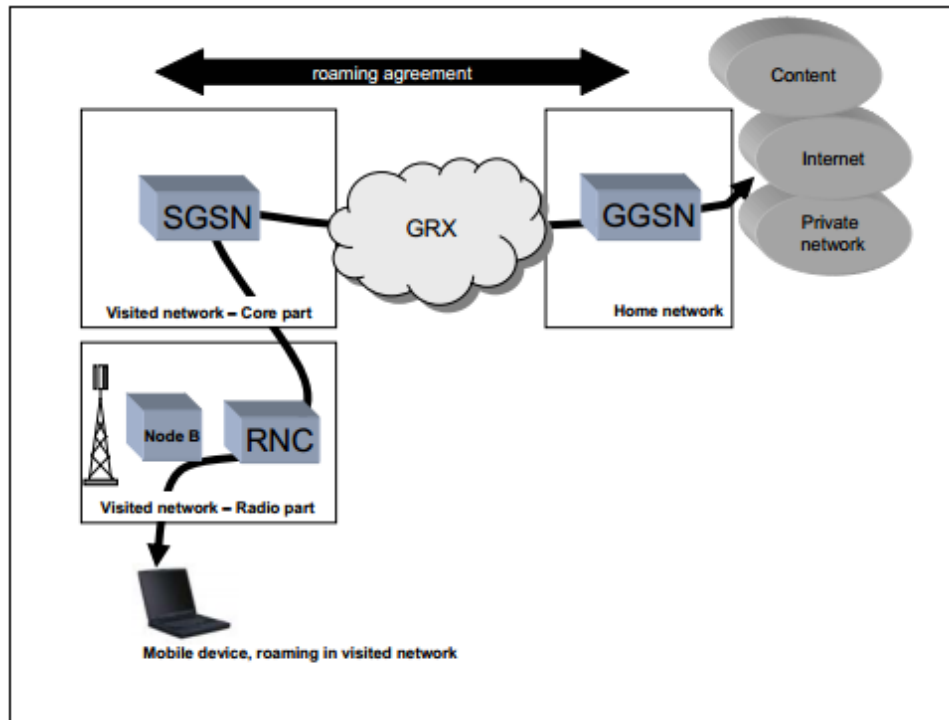 roaming agreement
Content
Internet
Private
network
SGSN
GRX
GGSN
Visited network – Core part
Home network
Node B
RNC
Visited network – Radio part
Mobile device, roaming in visited network